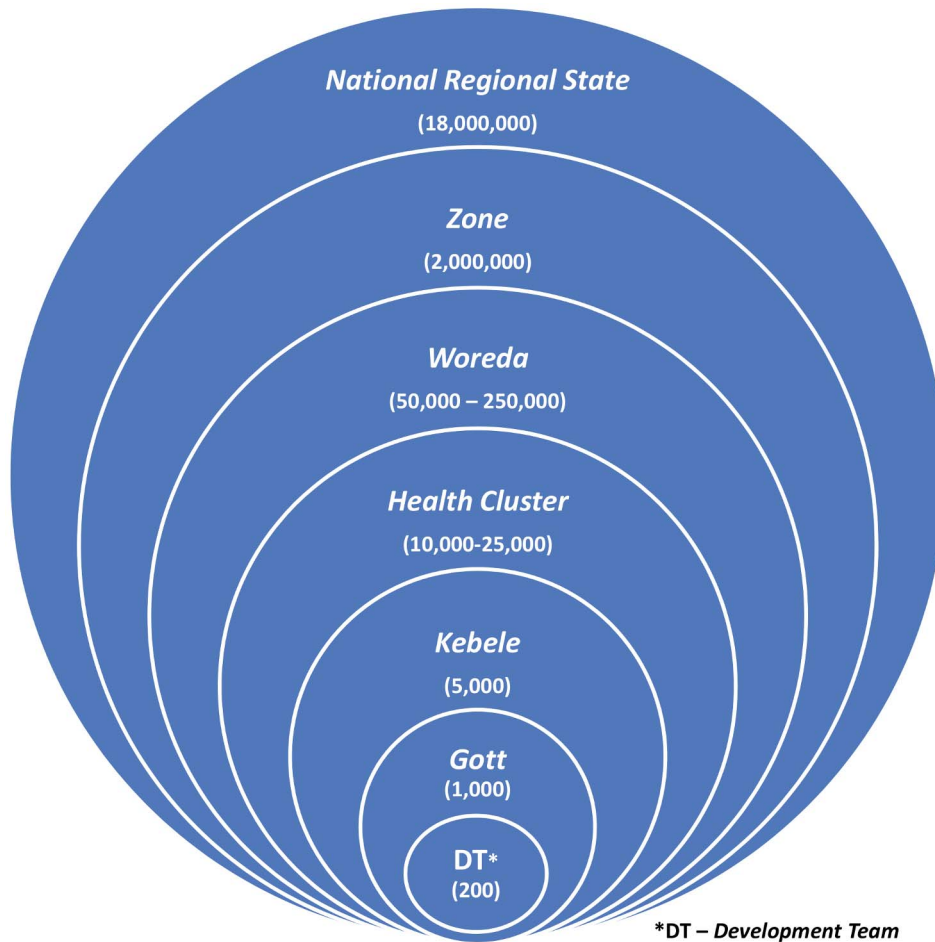 National Regional State
(18,000,000)
Zone
(2,000,000)
Woreda
(50,000 – 250,000)
Health Cluster
(10,000-25,000)
Kebele
(5,000)
Gott
(1,000)
DT*
(200)
*DT – Development Team